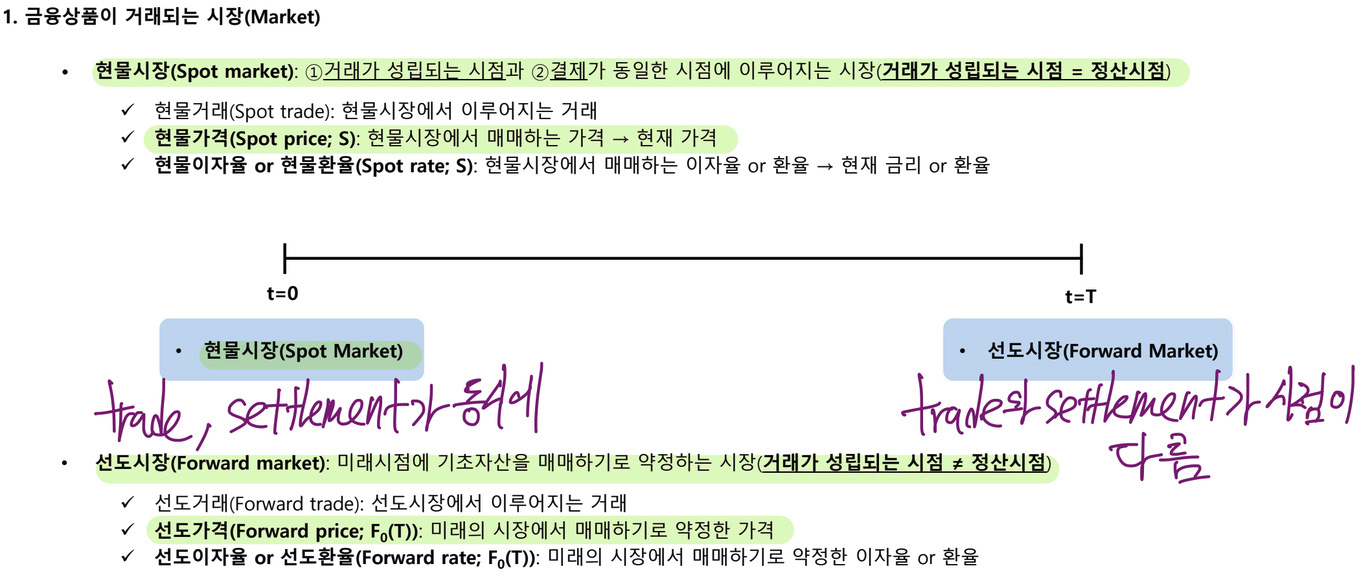 1. 금융상품이 거래되는 시장(Market)
• 현물시장(Spot market): ①거래가 성립되는 시점과 ②결제가 동일한 시점에 이루어지는 시장(거래가 성립되는 시점 = 정산시점)
✓ 현물거래(Spot trade): 현물시장에서 이루어지는 거래
✓ 현물가격(Spot price; S): 현물시장에서 매매하는 가격 → 현재 가격
✓ 현물이자율 or 현물환율(Spot rate; S): 현물시장에서 매매하는 이자율 or 환율 → 현재 금리 or 환율
t=0
t=T
• 현물시장(Spot Market)
• 선도시장(Forward Market)
trade, settlement가 동시에
trade와 settlement가 시점이
다름
• 선도시장(Forward market): 미래시점에 기초자산을 매매하기로 약정하는 시장(거래가 성립되는 시점 ≠ 정산시점)
✓ 선도거래(Forward trade): 선도시장에서 이루어지는 거래
✓ 선도가격(Forward price; F₀(T)): 미래의 시장에서 매매하기로 약정한 가격
✓ 선도이자율 or 선도환율(Forward rate; F₀(T)): 미래의 시장에서 매매하기로 약정한 이자율 or 환율